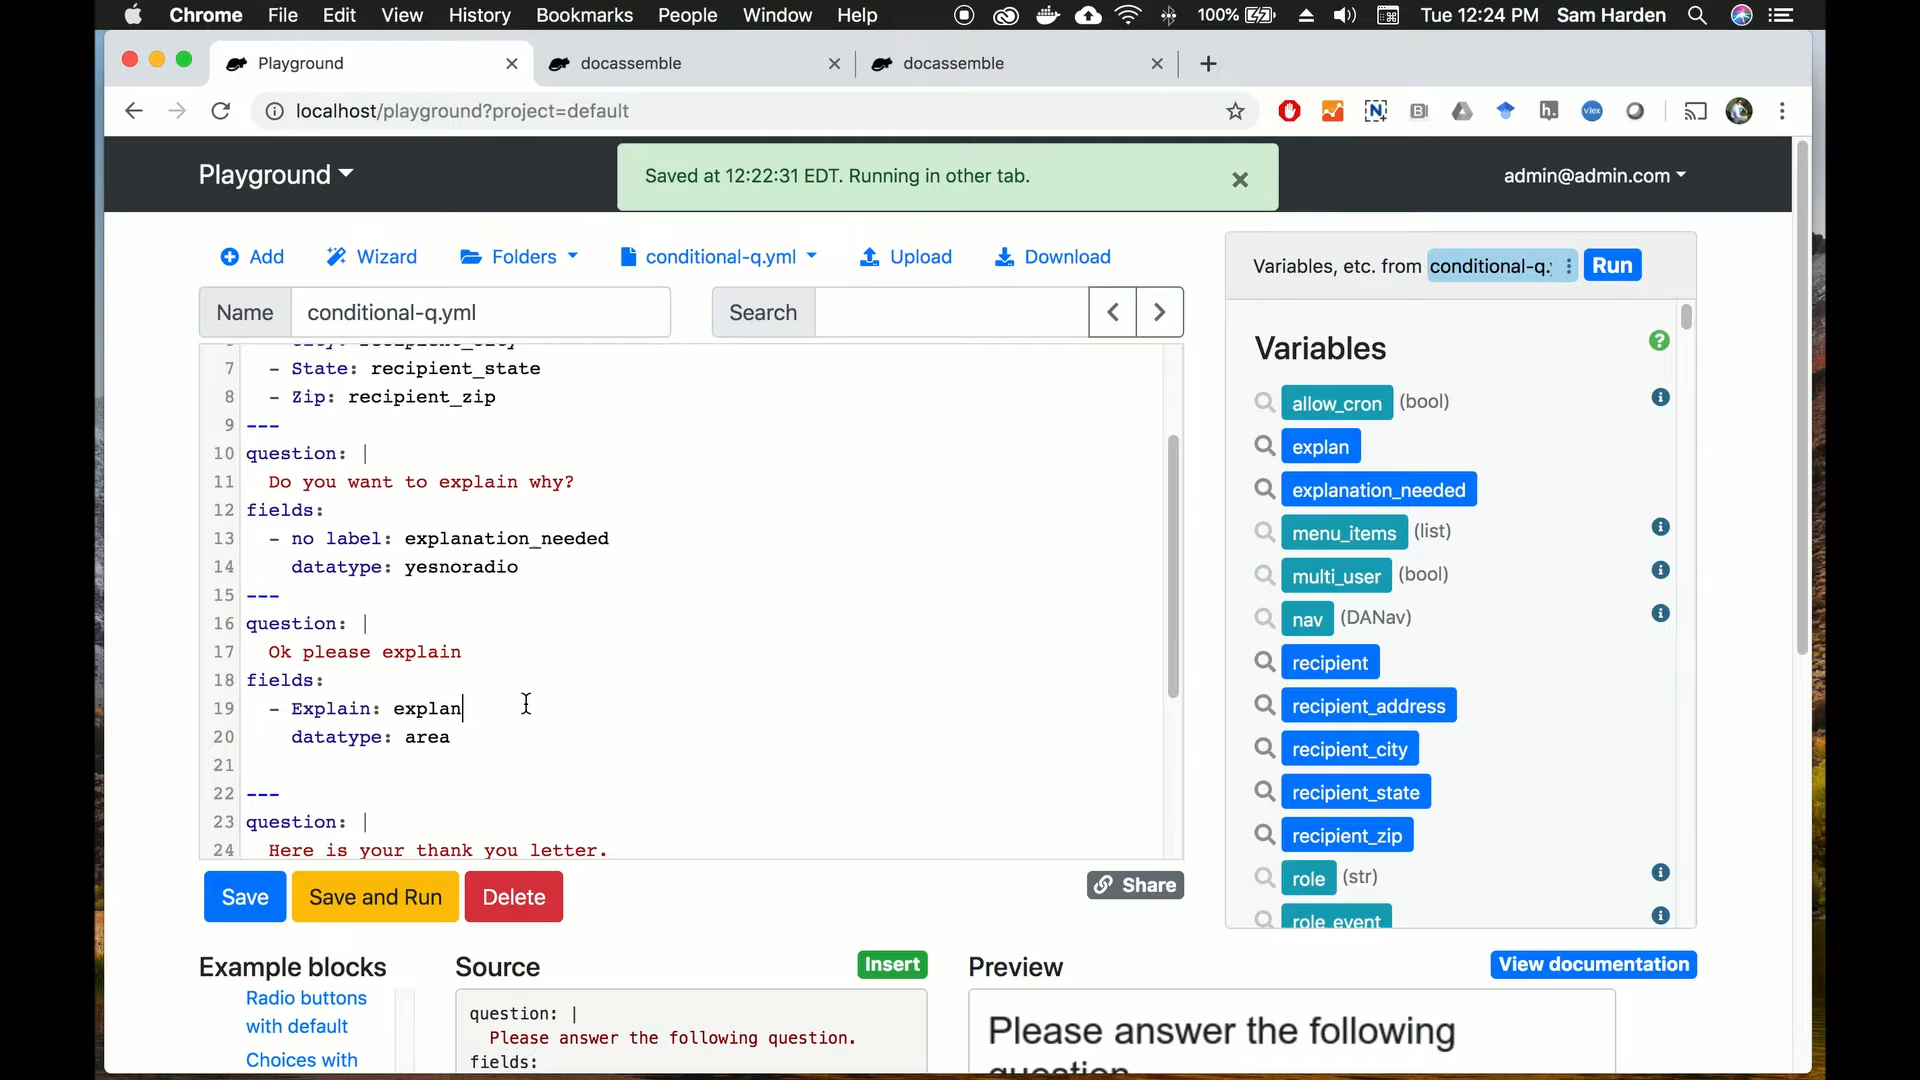 Chrome File Edit View History Bookmarks People Window Help 100% Tue 12:24 PM Sam Harden
Playground
docassemble
docassemble
localhost/playground?project=default
Playground
Saved at 12:22:31 EDT. Running in other tab.
admin@admin.com
Add Wizard Folders conditional-q.yml Upload Download
Name conditional-q.yml Search
7 - State: recipient_state
8 - Zip: recipient_zip
9 ---
10 question: |
11 Do you want to explain why?
12 fields:
13 - no label: explanation_needed
14 datatype: yesnoradio
15 ---
16 question: |
17 Ok please explain
18 fields:
19 - Explain: explan
20 datatype: area
21
22 ---
23 question: |
24 Here is your thank you letter.
Save Save and Run Delete Share
Variables, etc. from conditional-q. Run
Variables
allow_cron (bool)
explan
explanation_needed
menu_items (list)
multi_user (bool)
nav (DANav)
recipient
recipient_address
recipient_city
recipient_state
recipient_zip
role (str)
role_event
Example blocks
Radio buttons
with default
Choices with
Source Insert
question: |
Please answer the following question.
fields:
Preview View documentation
Please answer the following
question